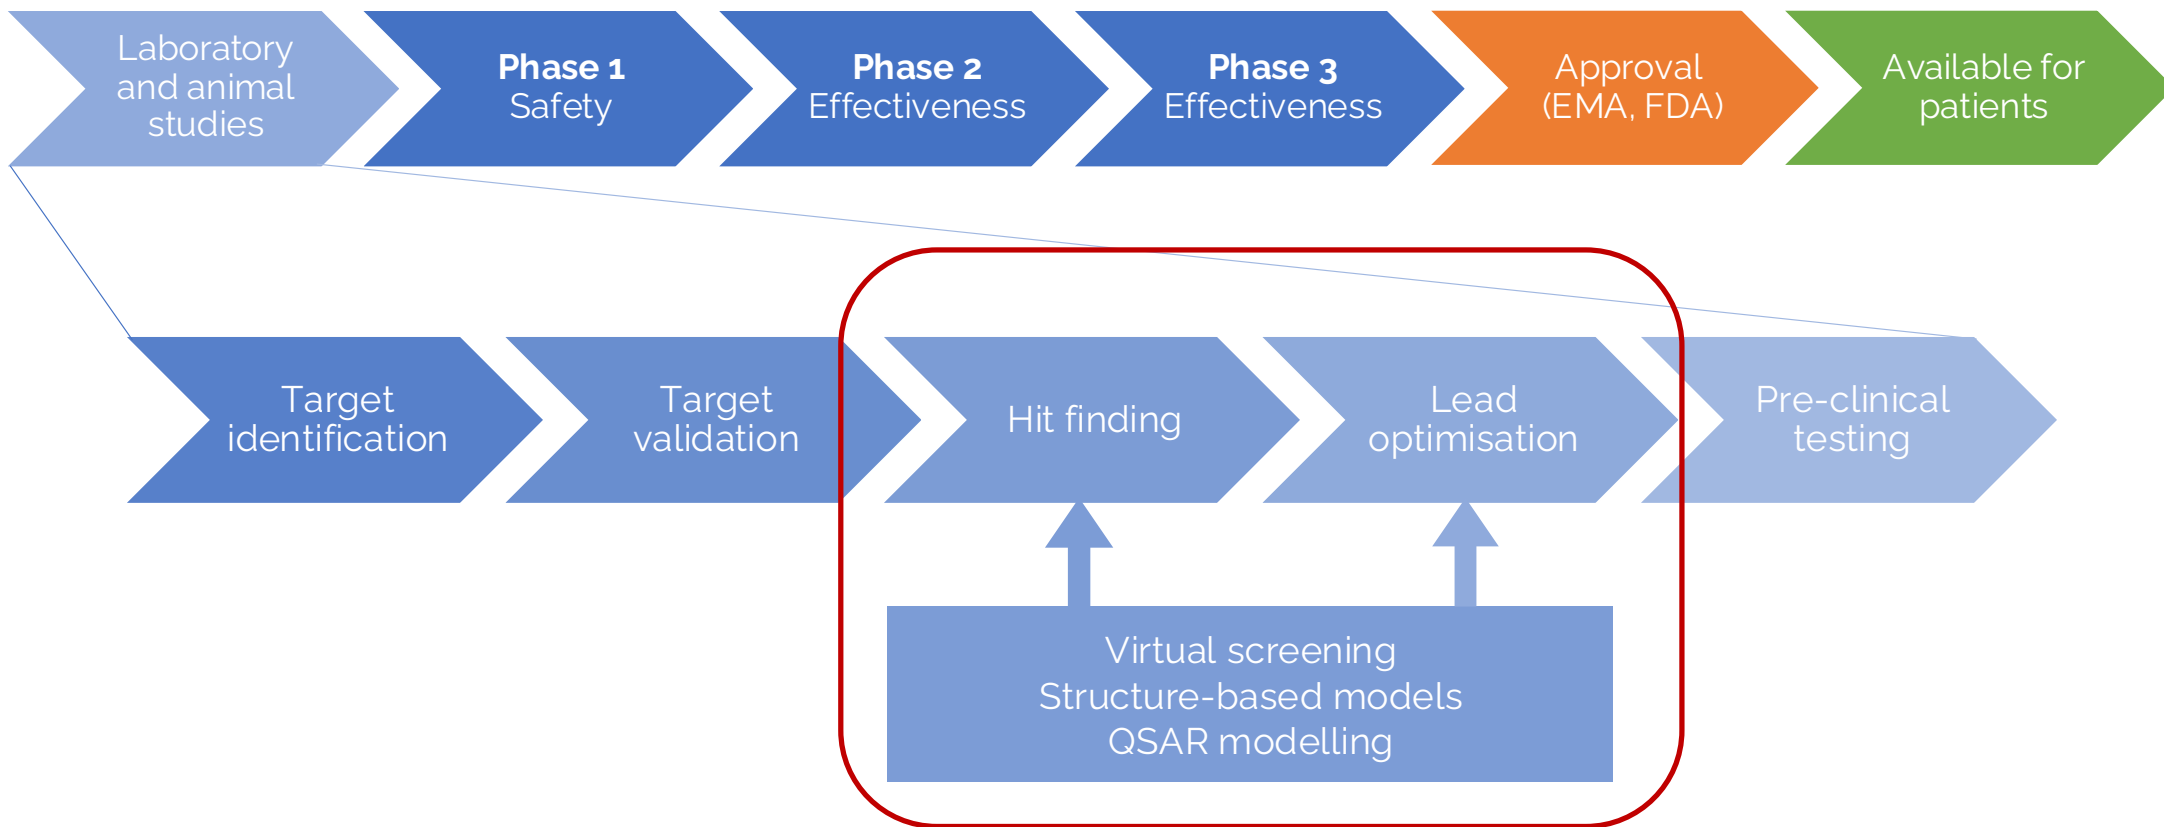 Laboratory
and animal
studies
Phase 1
Safety
Phase 2
Effectiveness
Phase 3
Effectiveness
Approval
(EMA, FDA)
Available for
patients
Target
identification
Target
validation
Hit finding
Lead
optimisation
Pre-clinical
testing
Virtual screening
Structure-based models
QSAR modelling